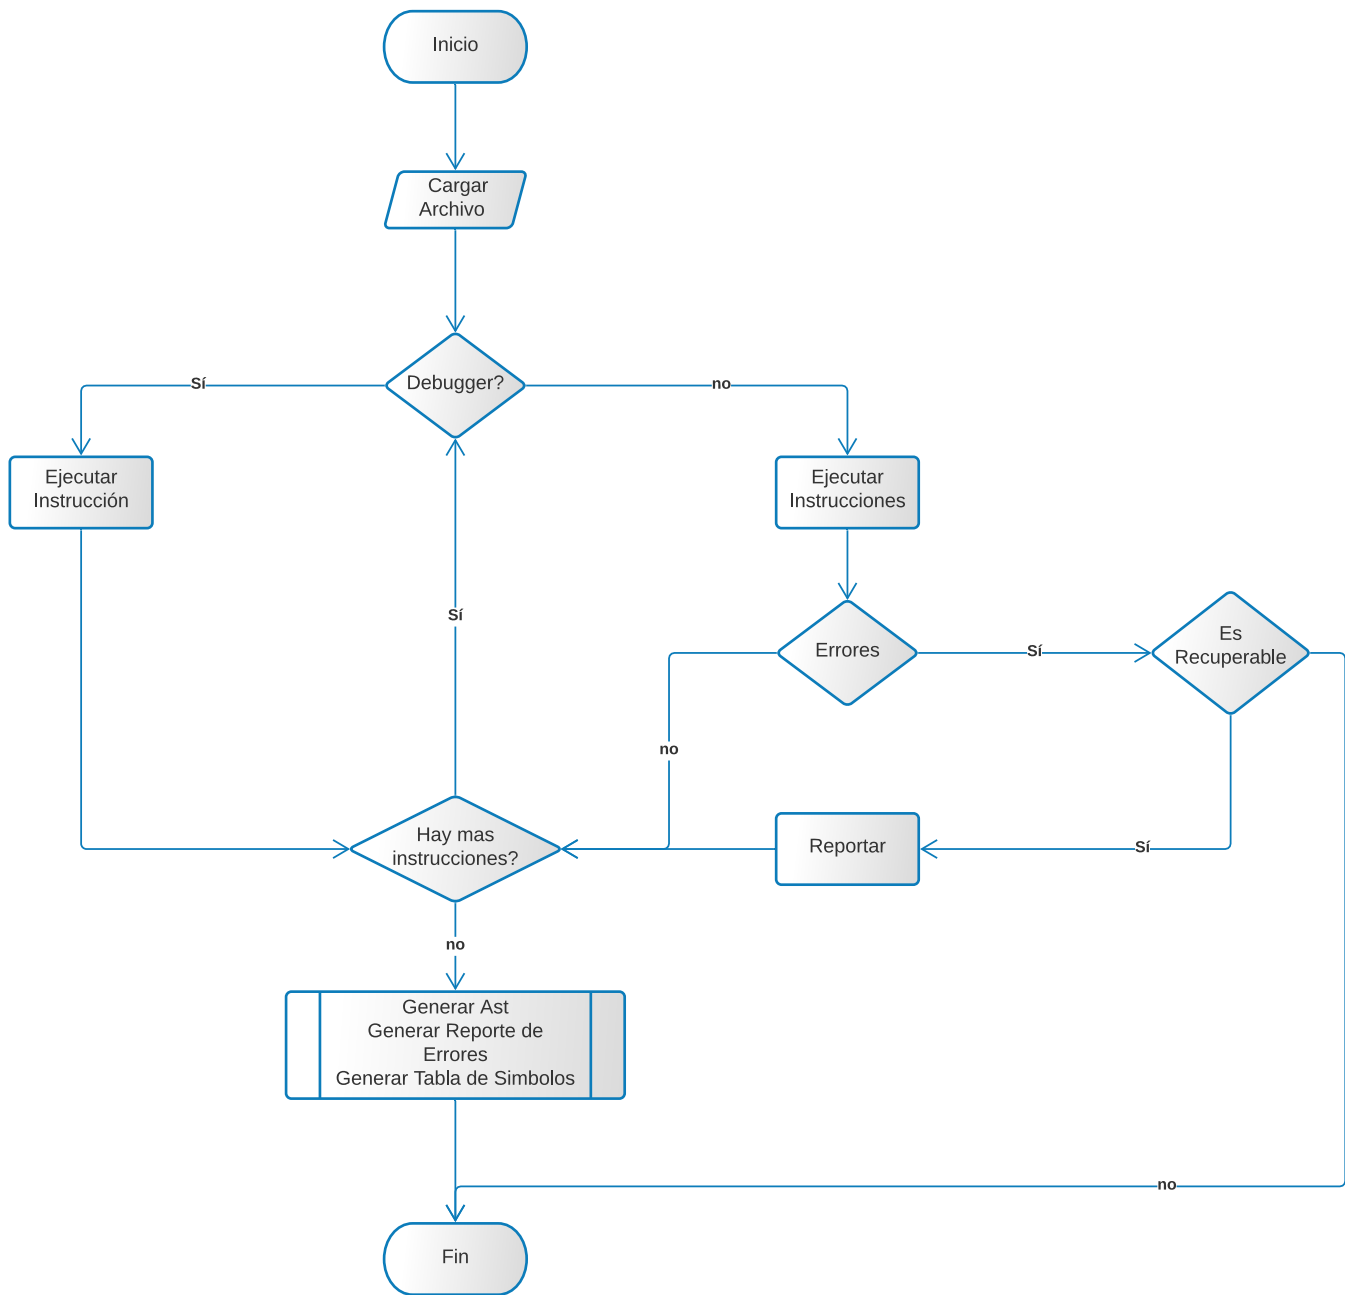 Inicio
Cargar
Archivo
Sí
Debugger?
no
Ejecutar
Instrucción
Ejecutar
Instrucciones
Sí
Errores
Sí
Es
Recuperable
no
Hay mas
instrucciones?
Reportar
Sí
no
Generar Ast
Generar Reporte de
Errores
Generar Tabla de Simbolos
no
Fin